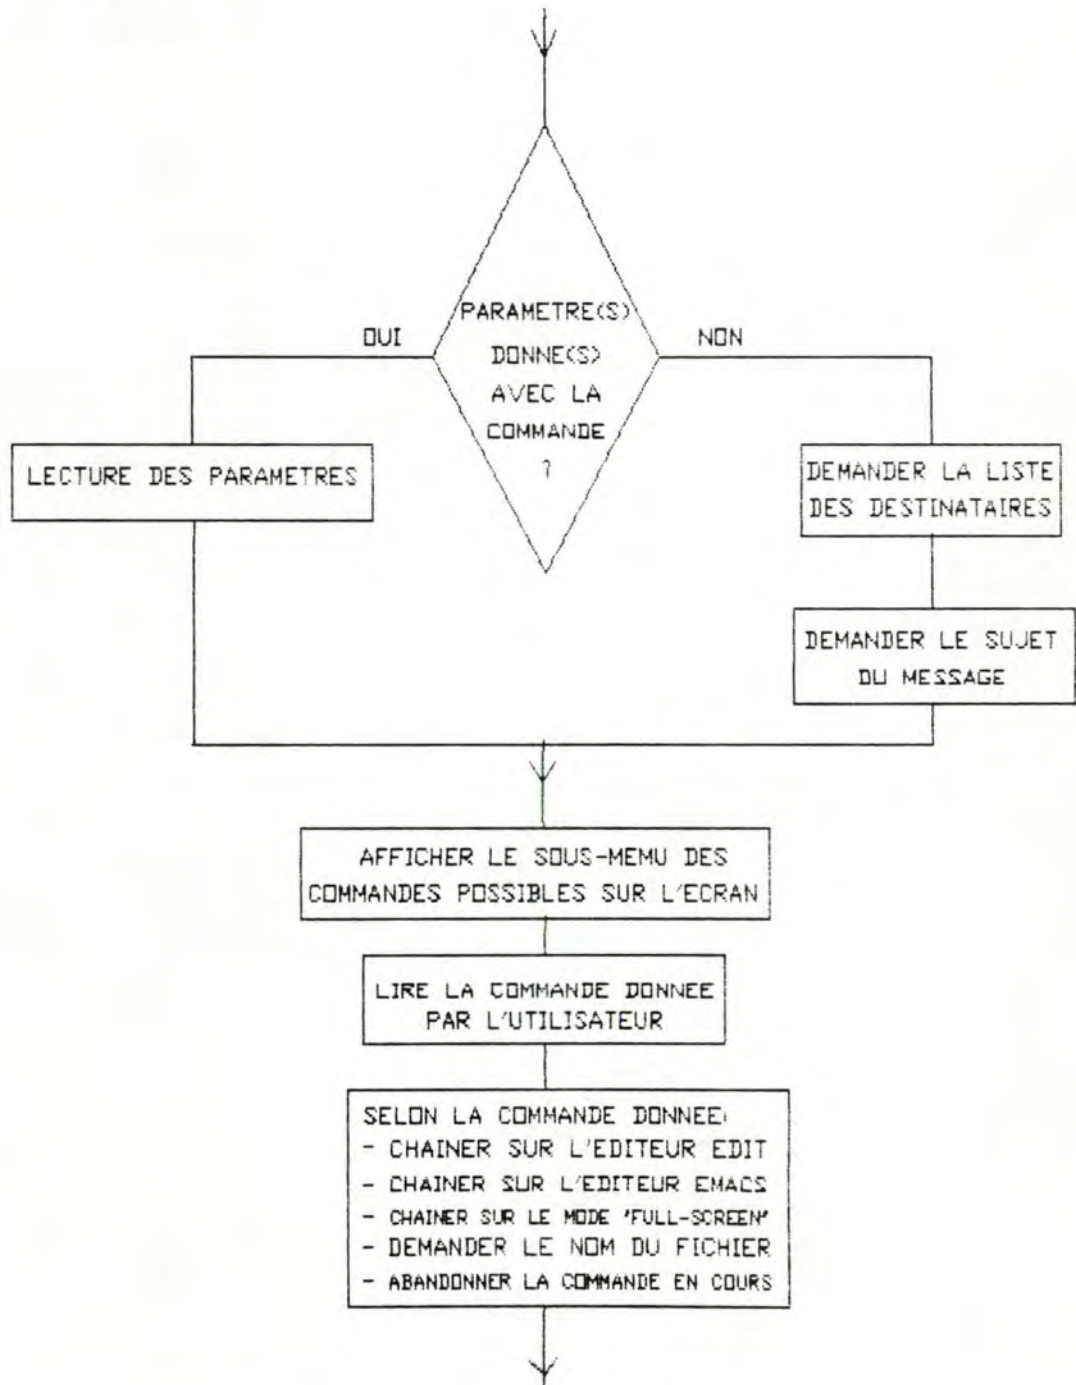 PARAMETRE(S)
DONNE(S)
AVEC LA
COMMANDE
?
OUI
NON
LECTURE DES PARAMETRES
DEMANDER LA LISTE
DES DESTINATAIRES
DEMANDER LE SUJET
DU MESSAGE
AFFICHER LE SOUS-MEMU DES
COMMANDES POSSIBLES SUR L'ECRAN
LIRE LA COMMANDE DONNEE
PAR L'UTILISATEUR
SELON LA COMMANDE DONNEE:
- CHAINER SUR L'EDITEUR EDIT
- CHAINER SUR L'EDITEUR EMACS
- CHAINER SUR LE MODE "FULL-SCREEN"
- DEMANDER LE NOM DU FICHIER
- ABANDONNER LA COMMANDE EN COURS